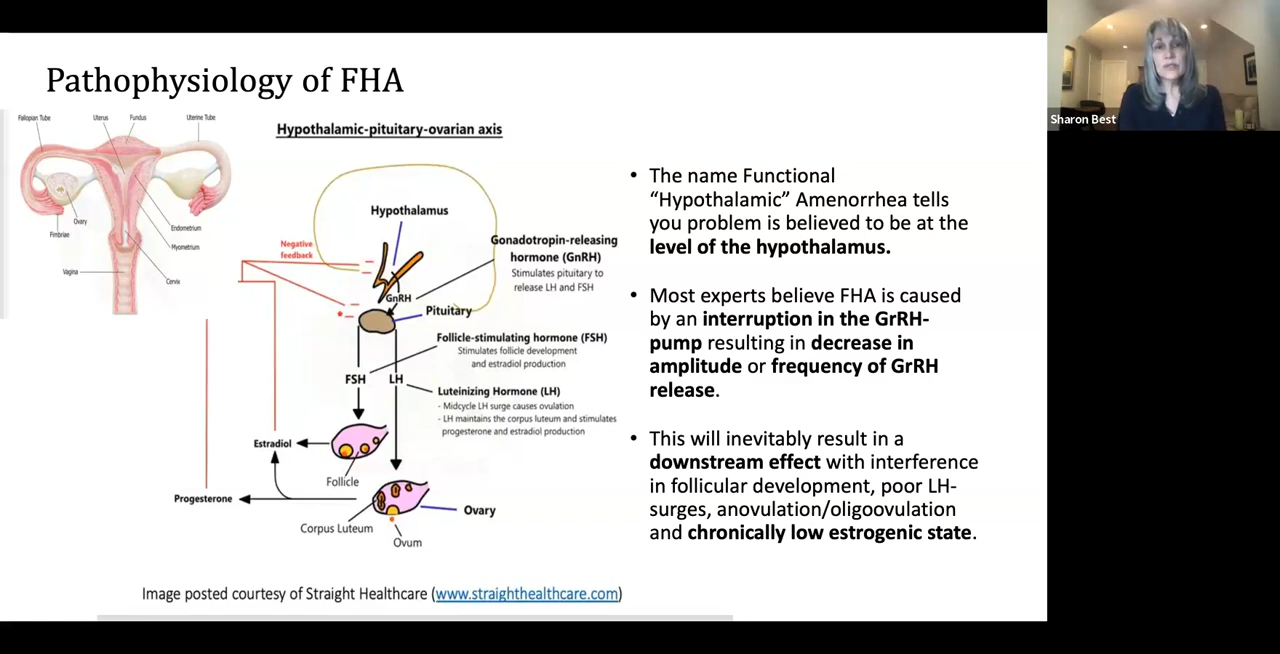 Pathophysiology of FHA
Fallopian Tube
Uterus
Fundus
Uterine Tube
Ovary
Fimbriae
Endometrium
Myometrium
Vagina
Cervix
Hypothalamic-pituitary-ovarian axis
Hypothalamus
Negative
feedback
Gonadotropin-releasing
hormone (GnRH)
Stimulates pituitary to
release LH and FSH
GnRH
Pituitary
Follicle-stimulating hormone (FSH)
Stimulates follicle development
and estradiol production
FSH
LH
Luteinizing Hormone (LH)
- Midcycle LH surge causes ovulation
- LH maintains the corpus luteum and stimulates
progesterone and estradiol production
Estradiol
Follicle
Progesterone
Corpus Luteum
Ovary
Ovum
Image posted courtesy of Straight Healthcare (www.straighthealthcare.com)
• The name Functional
“Hypothalamic” Amenorrhea tells
you problem is believed to be at the
level of the hypothalamus.
• Most experts believe FHA is caused
by an interruption in the GrRH-
pump resulting in decrease in
amplitude or frequency of GrRH
release.
• This will inevitably result in a
downstream effect with interference
in follicular development, poor LH-
surges, anovulation/oligoovulation
and chronically low estrogenic state.
Sharon Best